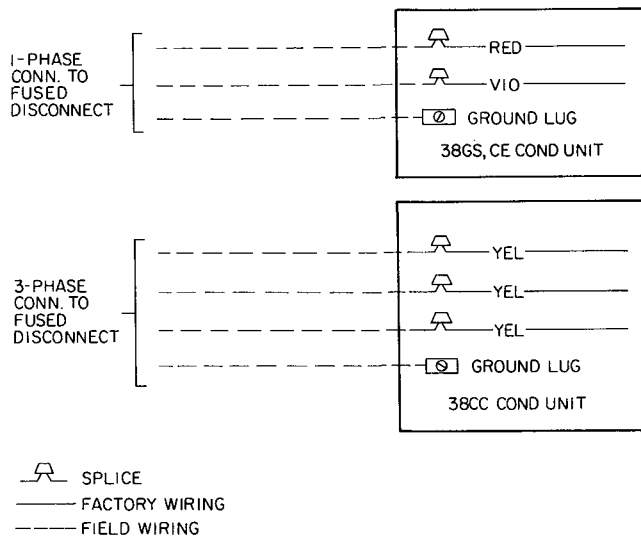 1-PHASE
CONN. TO
FUSED
DISCONNECT
RED
VIO
GROUND LUG
38GS, CE COND UNIT
3-PHASE
CONN. TO
FUSED
DISCONNECT
YEL
YEL
YEL
GROUND LUG
38CC COND UNIT
SPLICE
FACTORY WIRING
FIELD WIRING